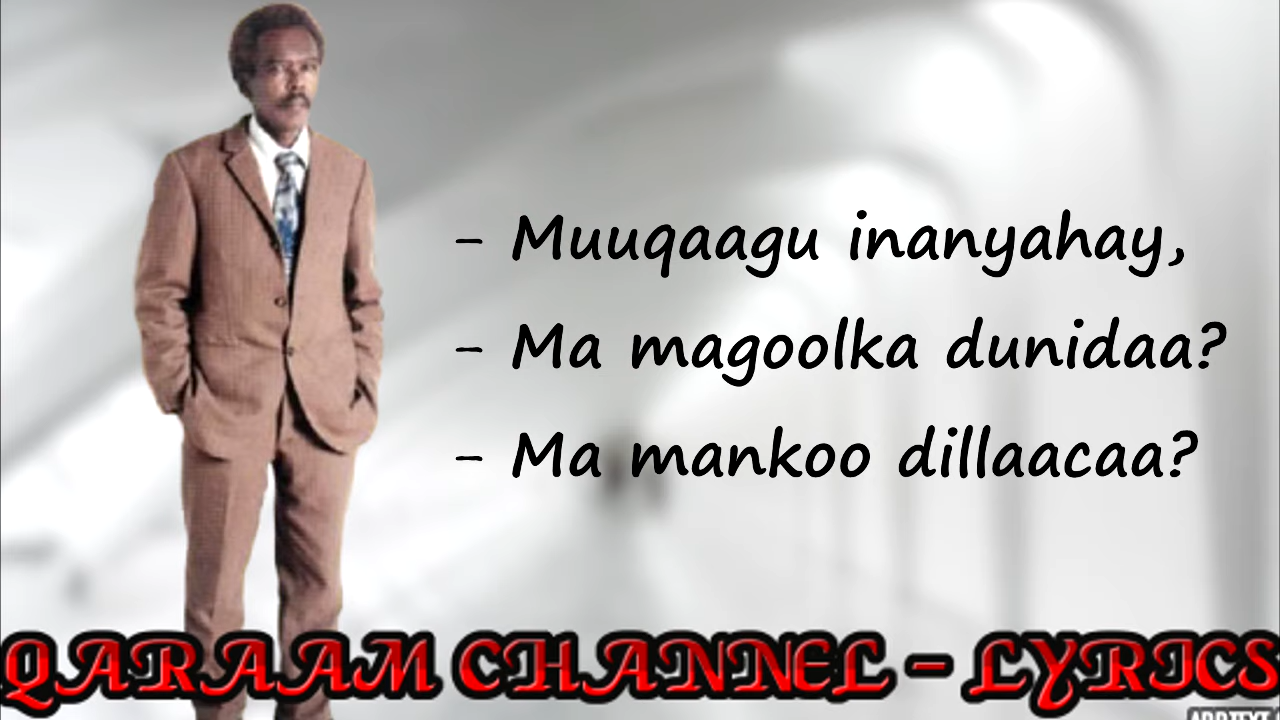 - Muuqaagu inanyahay,
- Ma magoolka dunidaa?
- Ma mankoo dillaacaa?
QARAAM CHANNEL - LYRICS